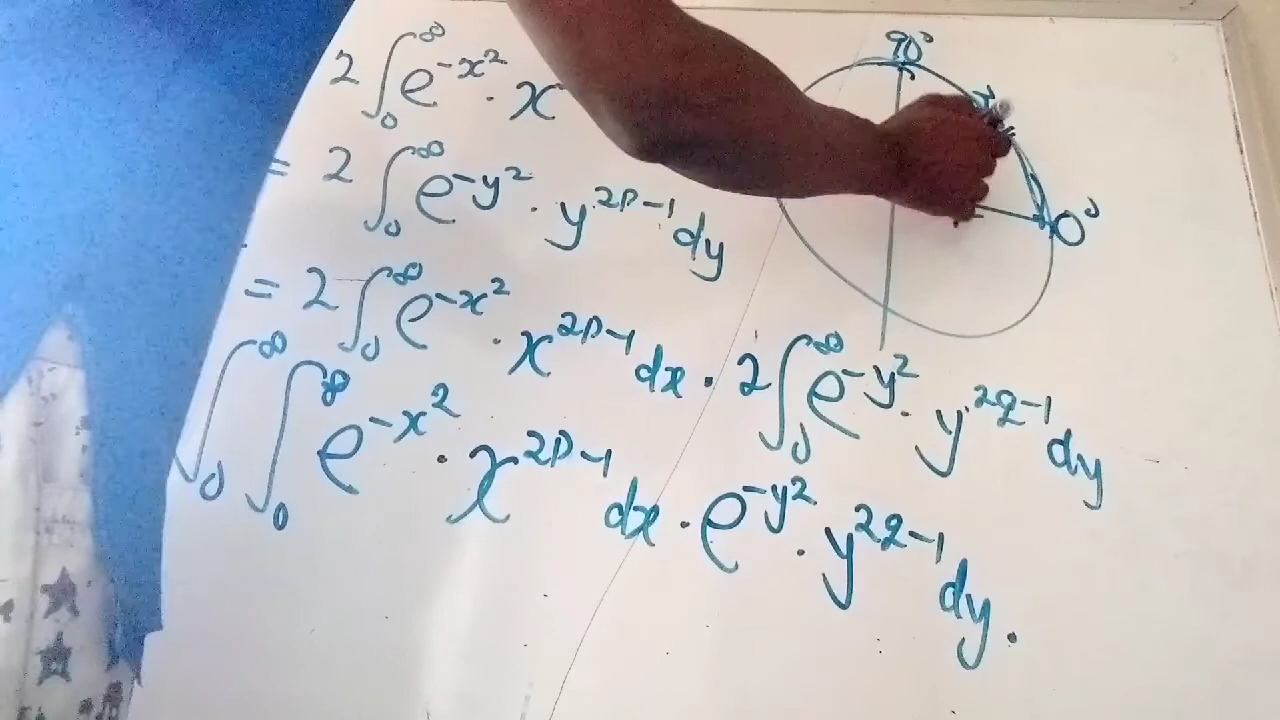 2 ∫₀^∞ e^{-x²} · x
= 2 ∫₀^∞ e^{-y²} · y^{2p-1} dy
= 2 ∫₀^∞ e^{-x²} · x^{2p-1} dx · 2 ∫₀^∞ e^{-y²} · y^{2q-1} dy
∫₀^∞ ∫₀^∞ e^{-x²} · x^{2p-1} dx · e^{-y²} · y^{2q-1} dy.
90°
0°